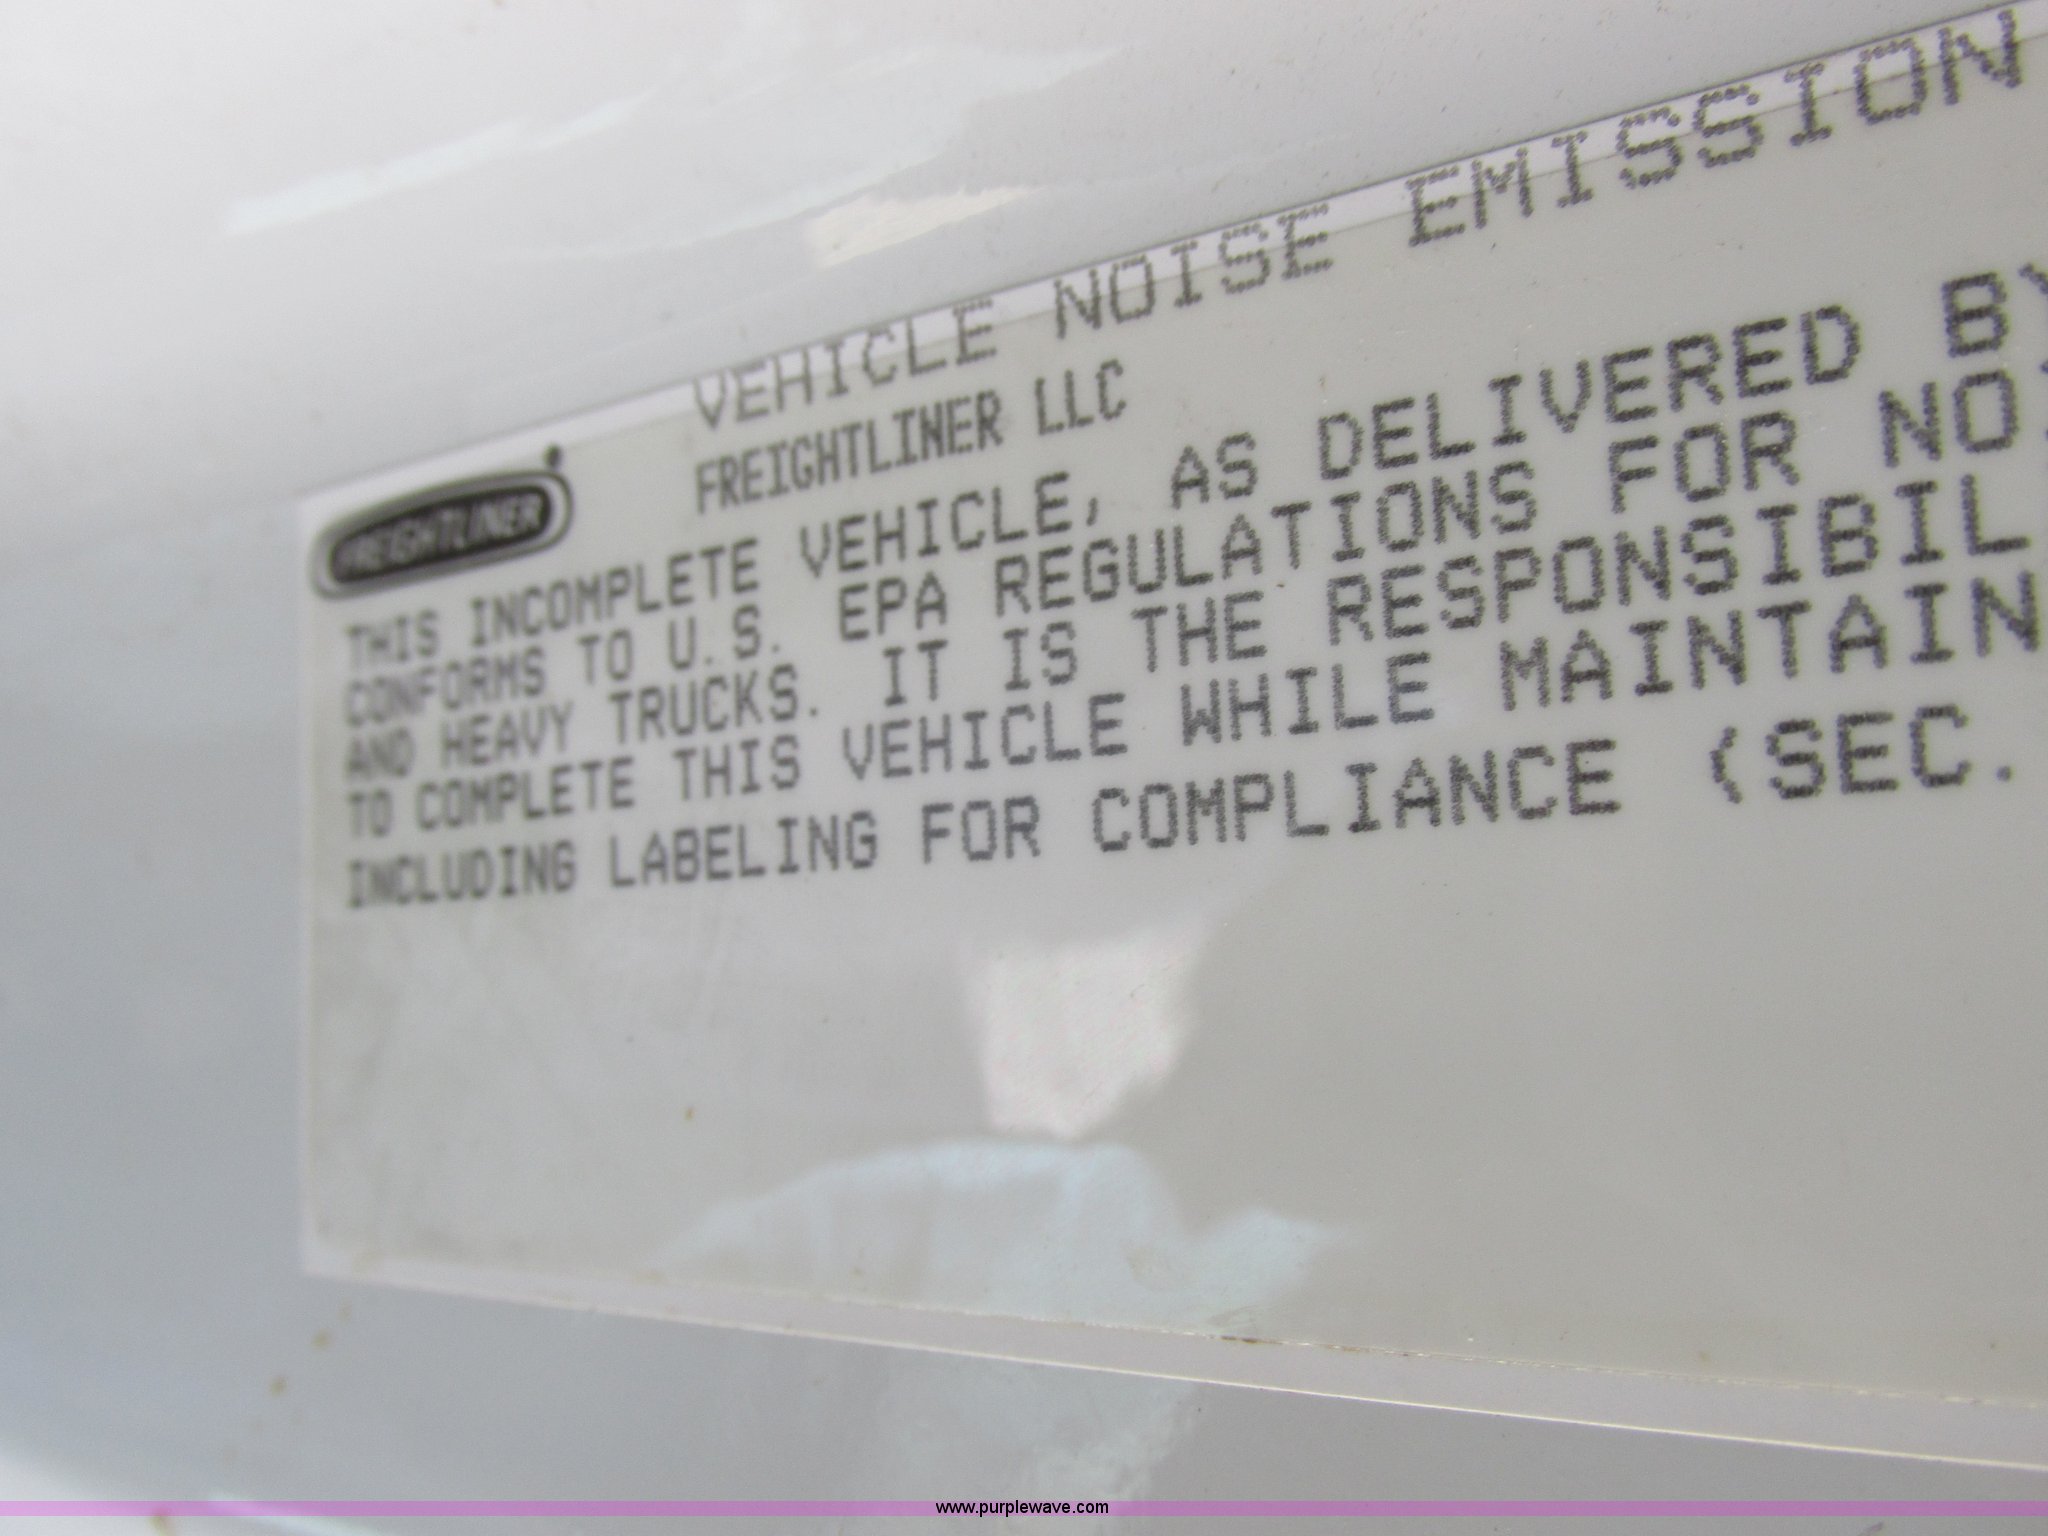 VEHICLE NOISE EMISSION
FREIGHTLINER LLC
FREIGHTLINER
THIS INCOMPLETE VEHICLE, AS DELIVERED BY
CONFORMS TO U.S. EPA REGULATIONS FOR NO
AND HEAVY TRUCKS. IT IS THE RESPONSIBIL
TO COMPLETE THIS VEHICLE WHILE MAINTAIN
INCLUDING LABELING FOR COMPLIANCE (SEC.
www.purplewave.com